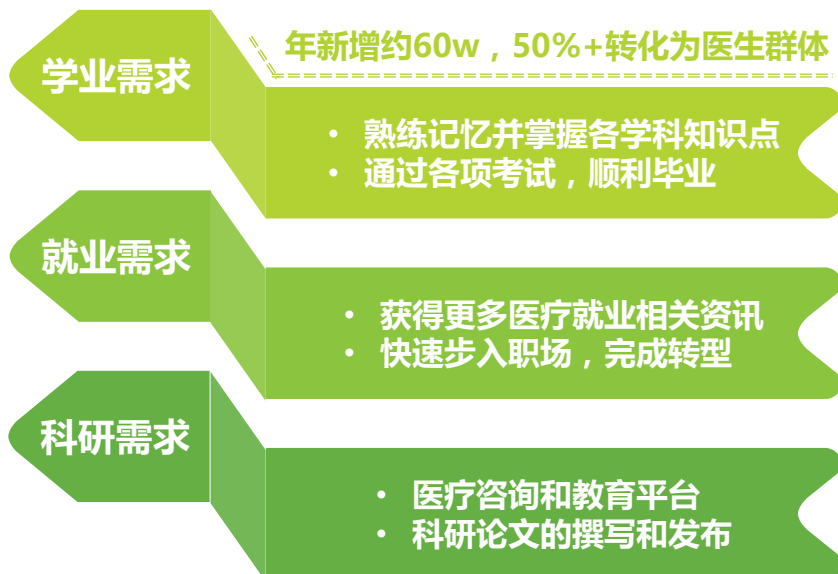 年新增约60w，50%+转化为医生群体
学业需求
• 熟练记忆并掌握各学科知识点
• 通过各项考试，顺利毕业
就业需求
• 获得更多医疗就业相关资讯
• 快速步入职场，完成转型
科研需求
• 医疗咨询和教育平台
• 科研论文的撰写和发布